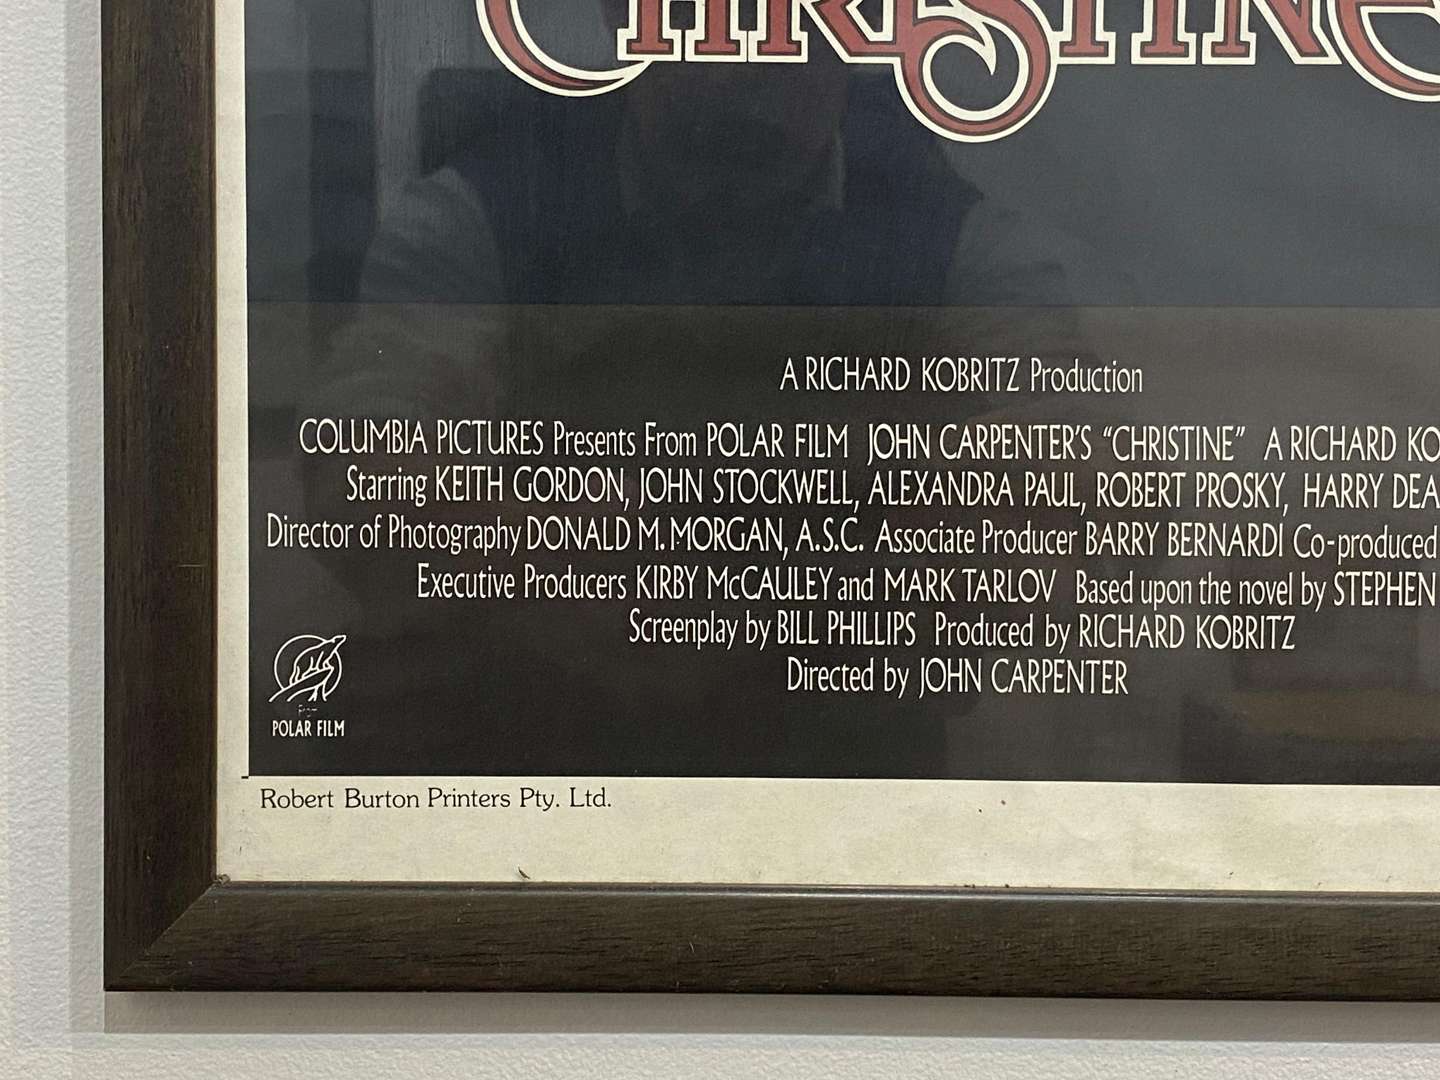 CHRISTINE
A RICHARD KOBRITZ Production
COLUMBIA PICTURES Presents From POLAR FILM JOHN CARPENTER'S “CHRISTINE” A RICHARD KO
Starring KEITH GORDON, JOHN STOCKWELL, ALEXANDRA PAUL, ROBERT PROSKY, HARRY DEA
Director of Photography DONALD M. MORGAN, A.S.C. Associate Producer BARRY BERNARDI Co-produced
Executive Producers KIRBY McCAULEY and MARK TARLOV Based upon the novel by STEPHEN
Screenplay by BILL PHILLIPS Produced by RICHARD KOBRITZ
Directed by JOHN CARPENTER
POLAR FILM
Robert Burton Printers Pty. Ltd.